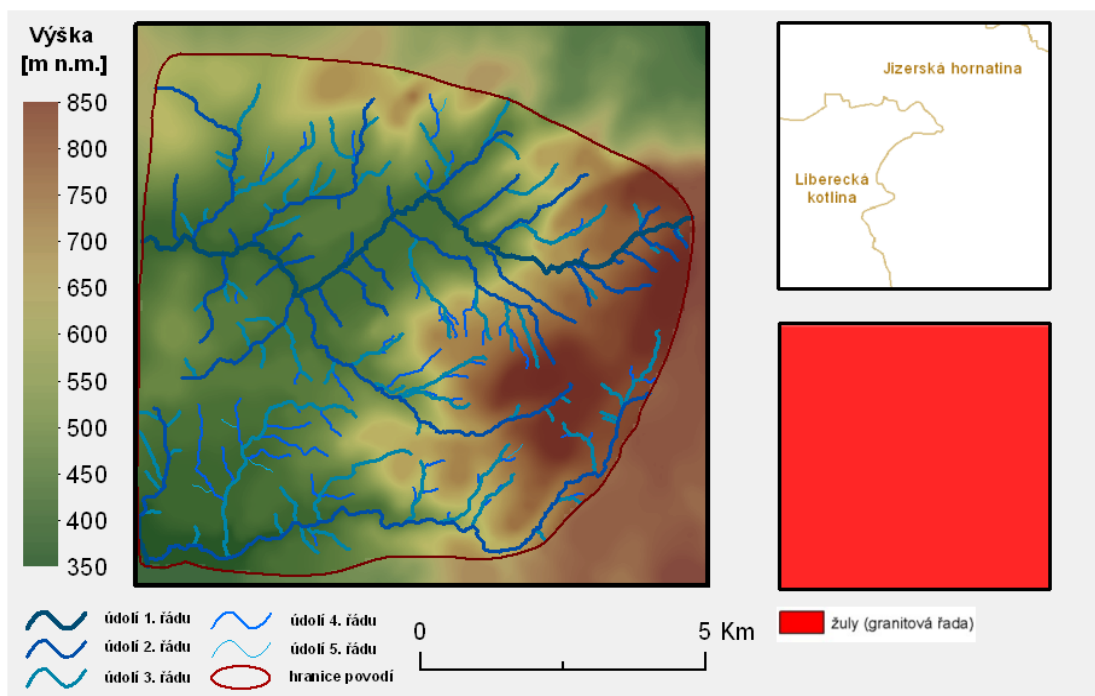 Výška
[m n.m.]
850
800
750
700
650
600
550
500
450
400
350
Jizerská hornatina
Liberecká
kotlina
žuly (granitová řada)
údolí 1. řádu
údolí 2. řádu
údolí 3. řádu
údolí 4. řádu
údolí 5. řádu
hranice povodí
0
5 Km